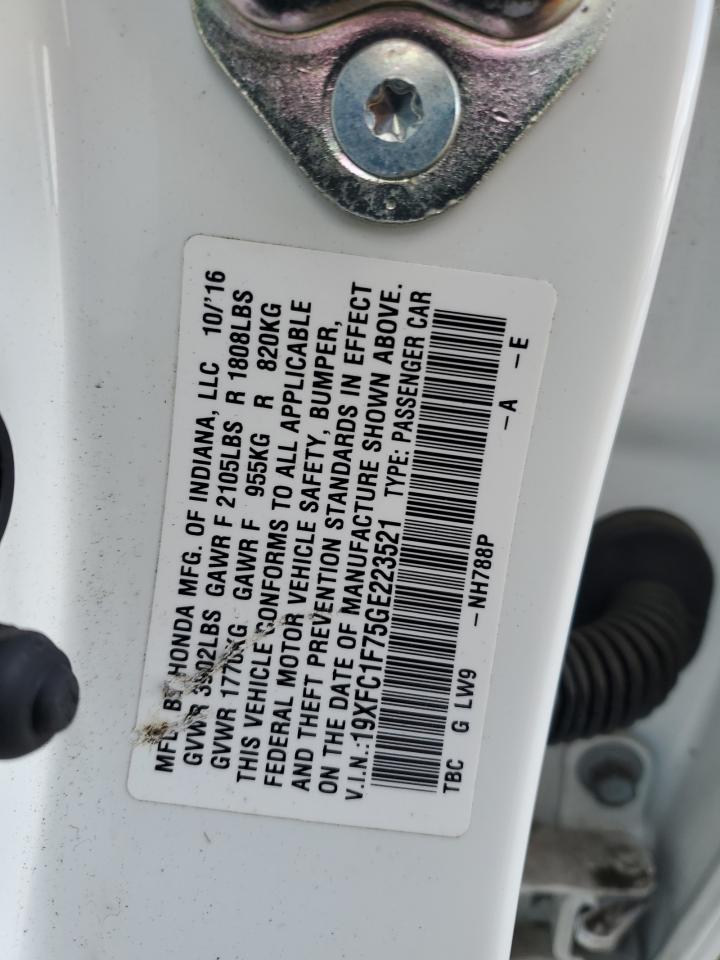 MFD BY HONDA MFG. OF INDIANA, LLC 10/'16
GVWR 3902LBS GAWR F 2105LBS R 1808LBS
GVWR 1770KG GAWR F 955KG R 820KG
THIS VEHICLE CONFORMS TO ALL APPLICABLE
FEDERAL MOTOR VEHICLE SAFETY, BUMPER,
AND THEFT PREVENTION STANDARDS IN EFFECT
ON THE DATE OF MANUFACTURE SHOWN ABOVE.
V.I.N.:19XFC1F75GE223521 TYPE: PASSENGER CAR
TBC G LW9 -NH788P -A -E